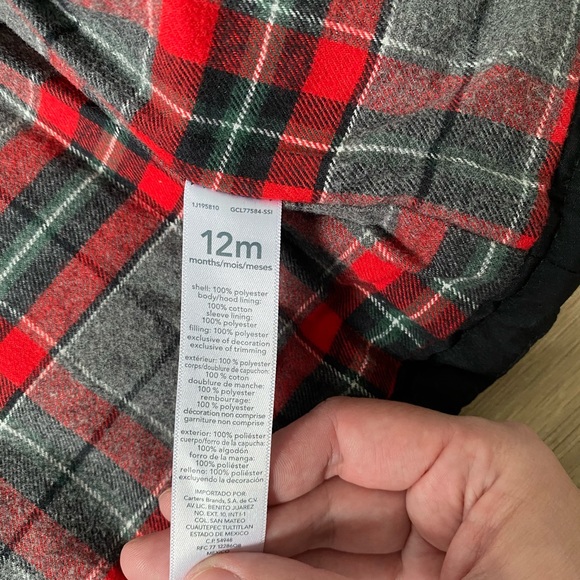 1J195810 GCL77584-SSI
12m
months/mois/meses
shell: 100% polyester
body/hood lining:
100% cotton
sleeve lining:
100% polyester
filling: 100% polyester
exclusive of decoration
exclusive of trimming
extérieur: 100 % polyester
corps/doublure de capuchon:
100 % coton
doublure de manche:
100 % polyester
rembourrage:
100 % polyester
décoration non comprise
garniture non comprise
exterior: 100% poliéster
cuerpo/forro de la capucha:
100% algodón
forro de la manga:
100% poliéster
relleno: 100% poliéster
excluyendo la decoración
IMPORTADO POR:
Carters Brands, S.A. de C.V.
AV. LIC. BENITO JUAREZ
NO. EXT. 10, INT.1-1
COL. SAN MATEO
CUAUTEPEC TULTITLAN
ESTADO DE MEXICO
C.P. 54948